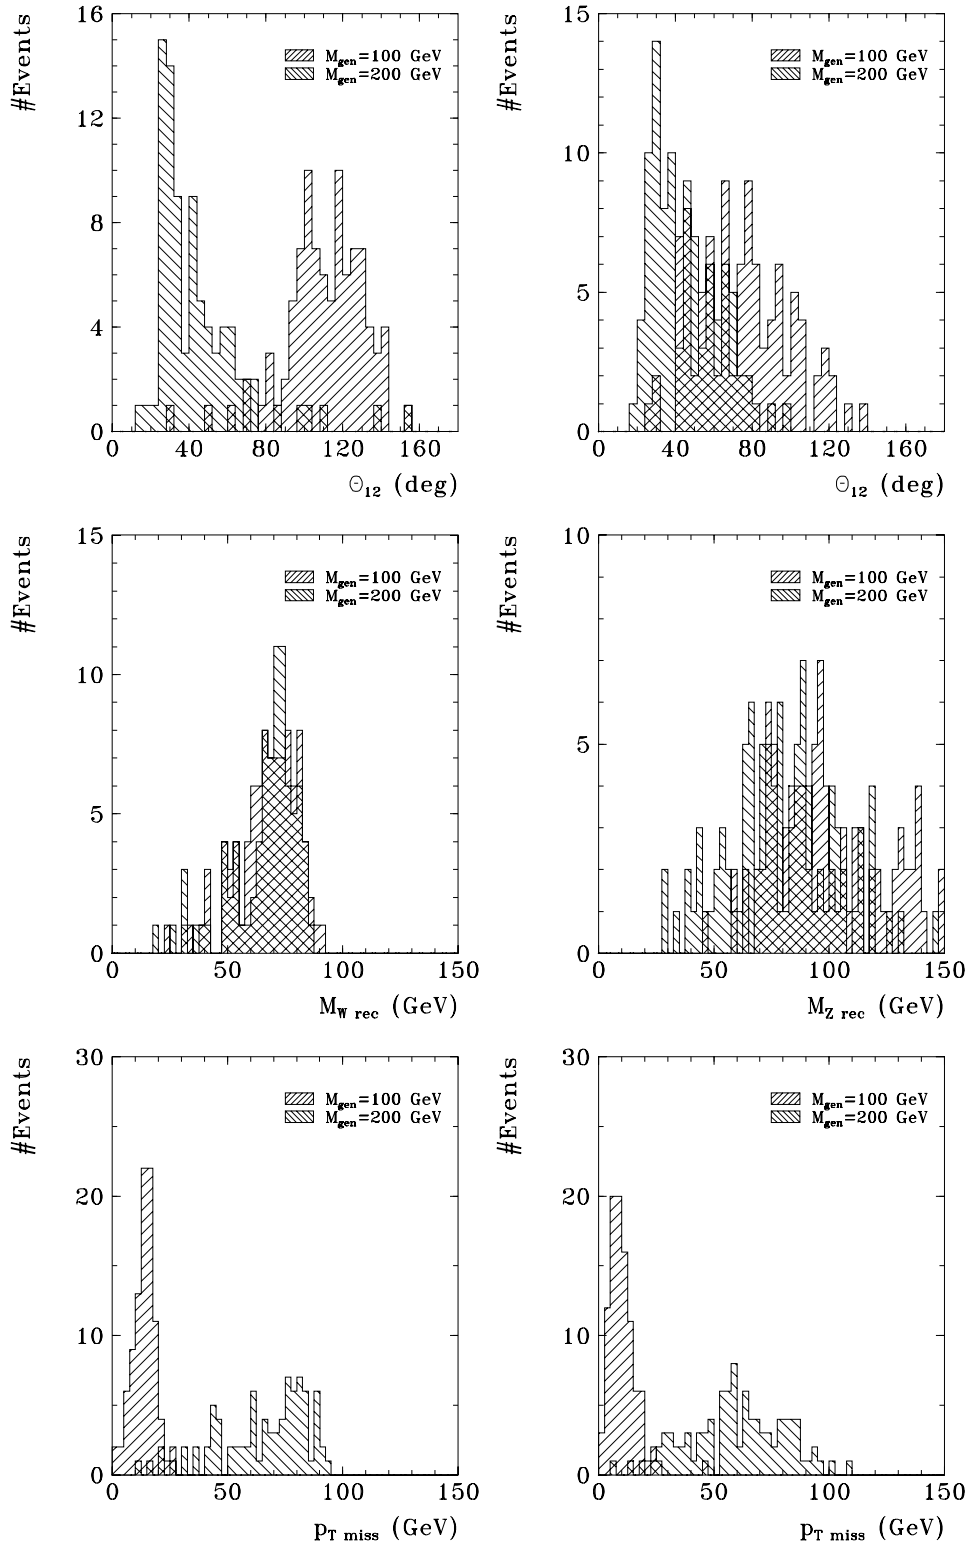 #Events
16
12
8
4
0
M_gen=100 GeV
M_gen=200 GeV
0 40 80 120 160
Θ_12 (deg)
#Events
15
10
5
0
M_gen=100 GeV
M_gen=200 GeV
0 40 80 120 160
Θ_12 (deg)
#Events
15
10
5
0
M_gen=100 GeV
M_gen=200 GeV
0 50 100 150
M_W rec (GeV)
#Events
10
5
0
M_gen=100 GeV
M_gen=200 GeV
0 50 100 150
M_Z rec (GeV)
#Events
30
20
10
0
M_gen=100 GeV
M_gen=200 GeV
0 50 100 150
p_T miss (GeV)
#Events
30
20
10
0
M_gen=100 GeV
M_gen=200 GeV
0 50 100 150
p_T miss (GeV)